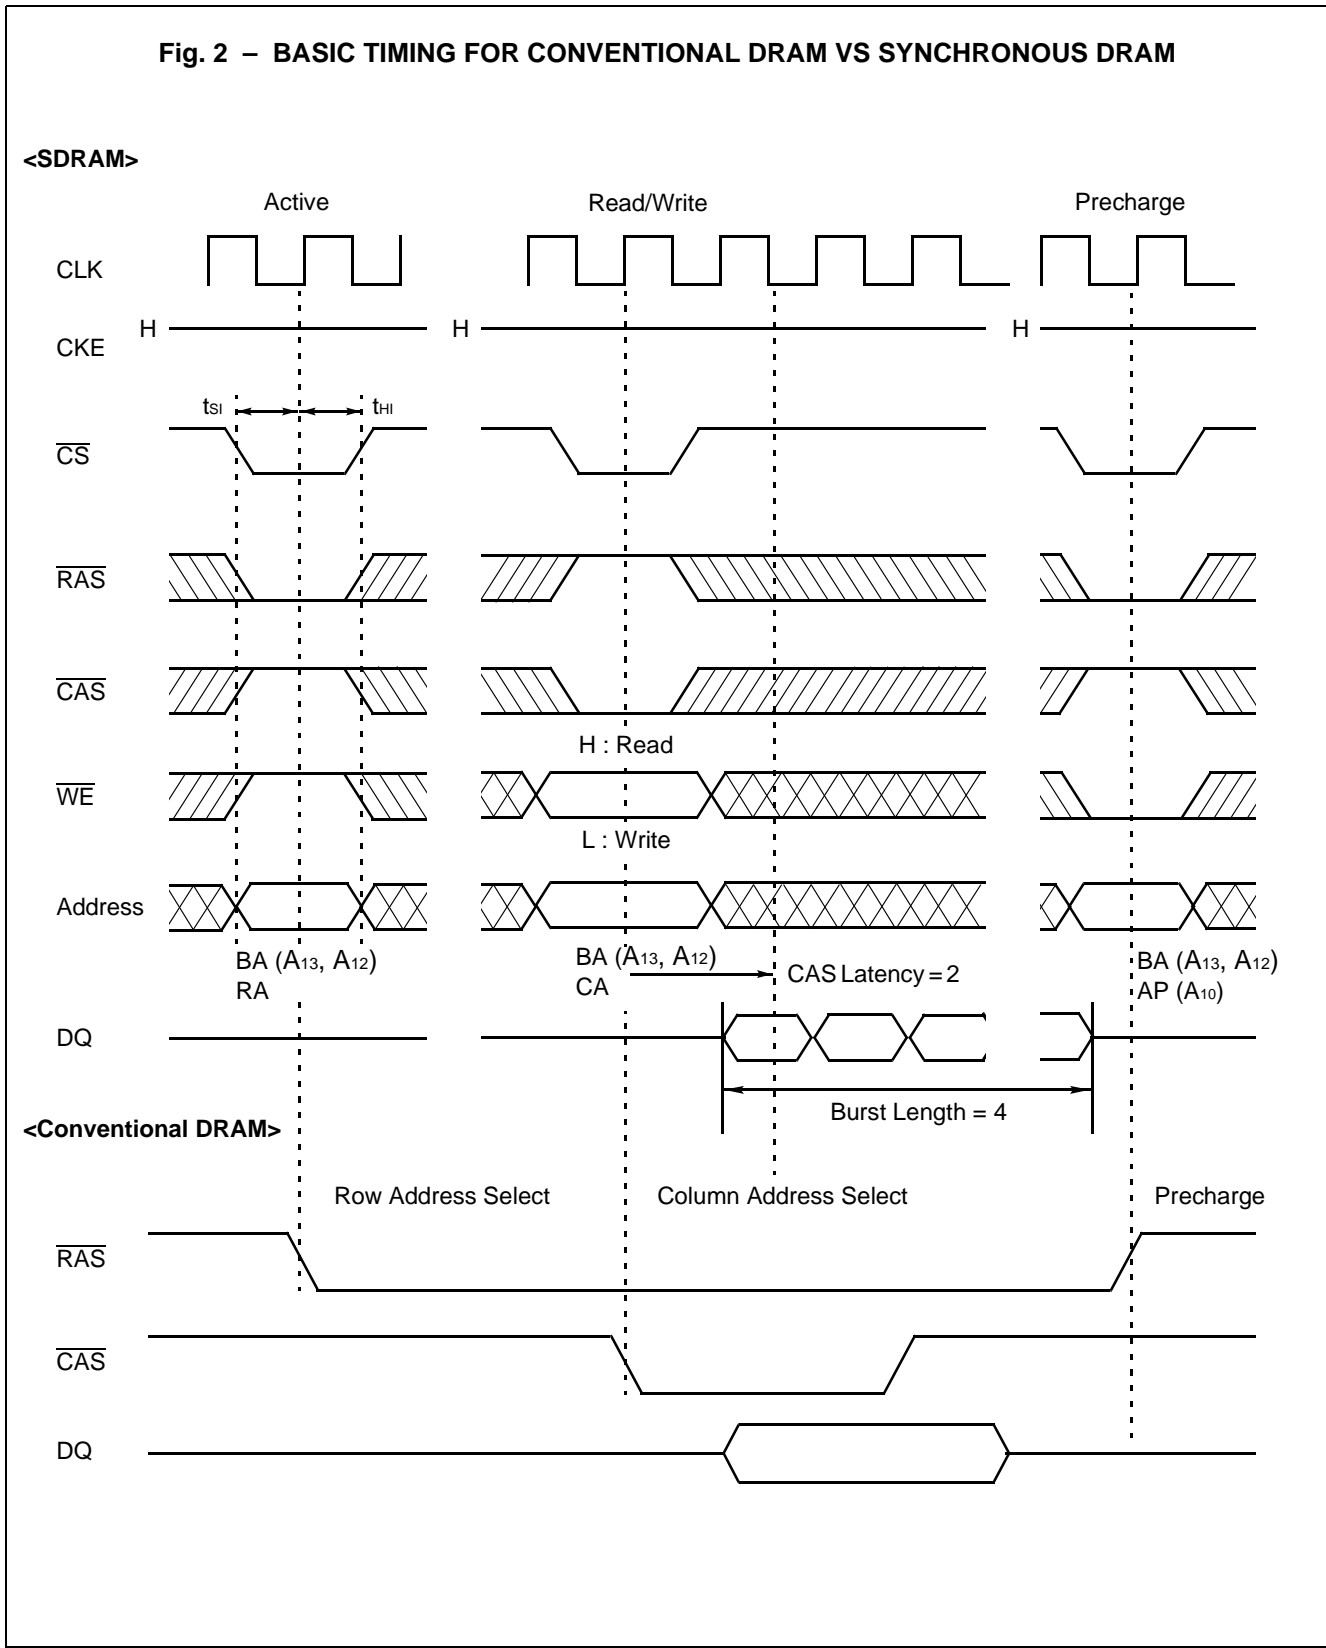 Fig. 2 – BASIC TIMING FOR CONVENTIONAL DRAM VS SYNCHRONOUS DRAM
<SDRAM>
Active Read/Write Precharge
CLK
H H H
CKE
tSI tHI
CS
RAS
CAS
H : Read
WE
L : Write
Address
BA (A13, A12) BA (A13, A12) CAS Latency = 2 BA (A13, A12)
RA CA AP (A10)
DQ
Burst Length = 4
<Conventional DRAM>
Row Address Select Column Address Select Precharge
RAS
CAS
DQ